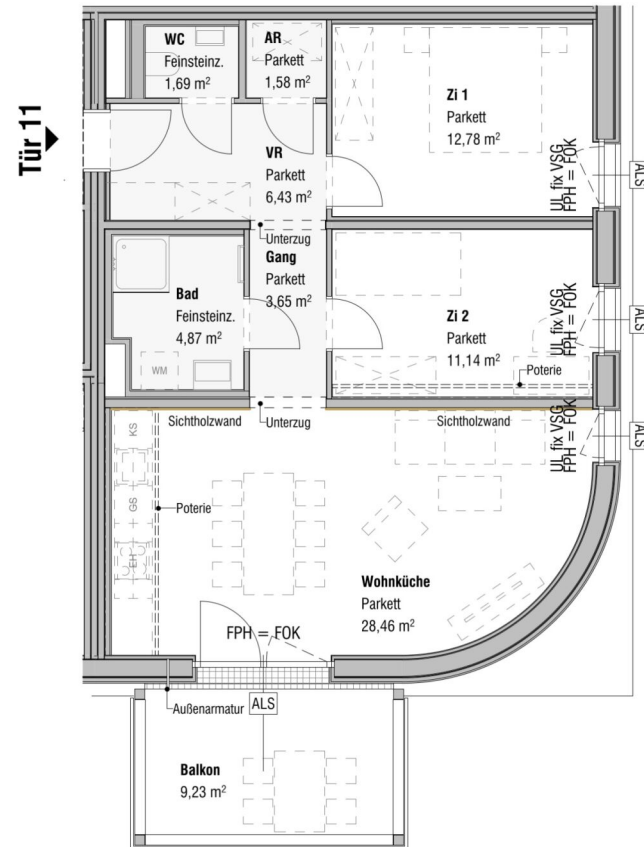 Tür 11
WC
Feinsteinz.
1,69 m²
AR
Parkett
1,58 m²
Zi 1
Parkett
12,78 m²
UL fix VSG
FPH = FOK
ALS
VR
Parkett
6,43 m²
Unterzug
Gang
Parkett
3,65 m²
Bad
Feinsteinz.
4,87 m²
WM
Zi 2
Parkett
11,14 m²
UL fix VSG
FPH = FOK
ALS
Poterie
Sichtholzwand
Unterzug
Sichtholzwand
UL fix VSG
FPH = FOK
ALS
KS
GS
EH
Poterie
Wohnküche
Parkett
28,46 m²
FPH = FOK
Außenarmatur
ALS
Balkon
9,23 m²